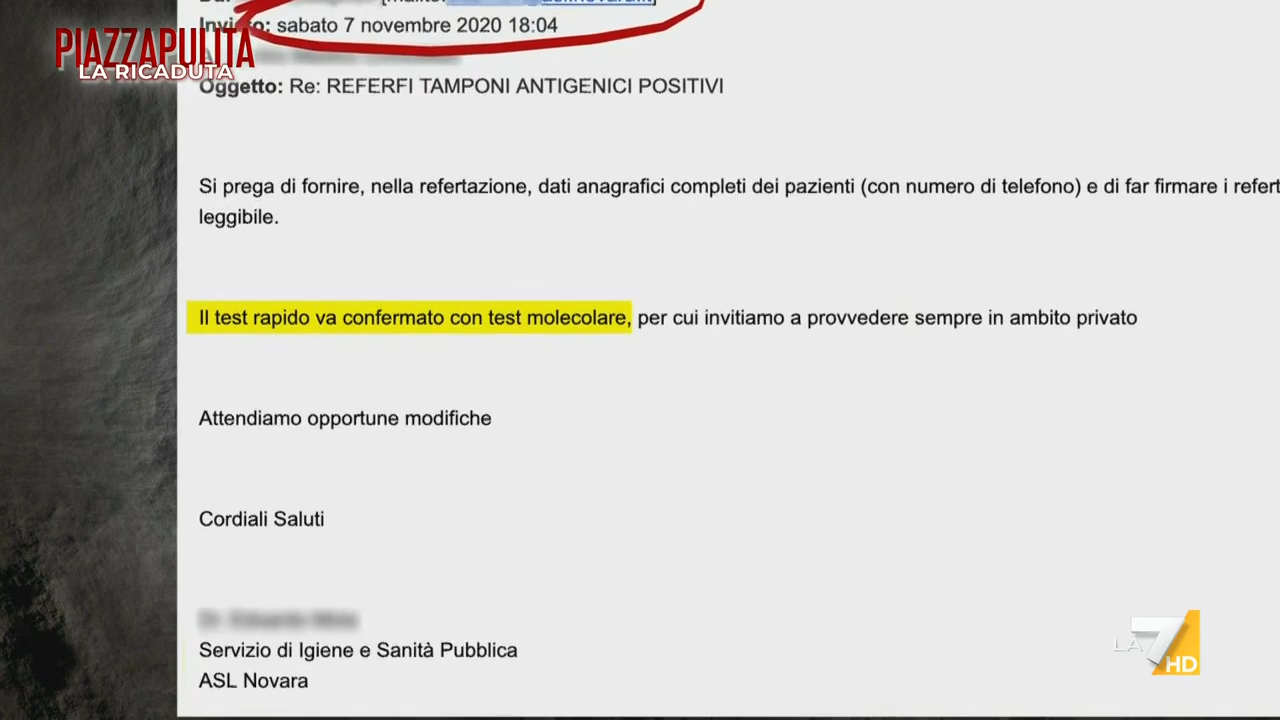 PIAZZAPULITA
LA RICADUTA
sabato 7 novembre 2020 18:04
Oggetto: Re: REFERFI TAMPONI ANTIGENICI POSITIVI
Si prega di fornire, nella refertazione, dati anagrafici completi dei pazienti (con numero di telefono) e di far firmare i refert
leggibile.
Il test rapido va confermato con test molecolare, per cui invitiamo a provvedere sempre in ambito privato
Attendiamo opportune modifiche
Cordiali Saluti
Servizio di Igiene e Sanità Pubblica
ASL Novara
LA 7 HD